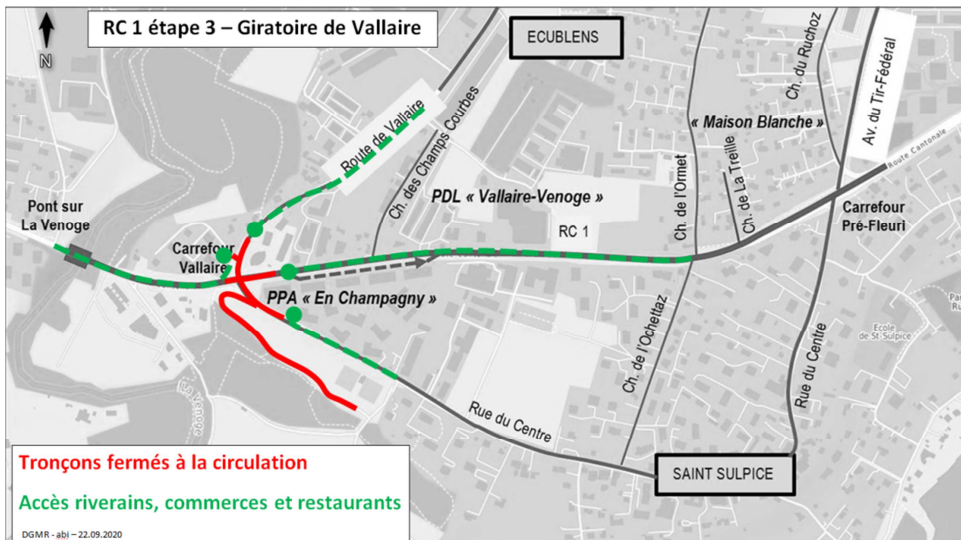 RC 1 étape 3 – Giratoire de Vallaire
N
ECUBLENS
Ch. du Ruchoz
Av. du Tir-Fédéral
Route de Vallaire
Ch. des Champs Courbes
« Maison Blanche »
Ch. de l'Ormet
Ch. de La Treille
Route Cantonale
PDL « Vallaire-Venoge »
Pont sur
La Venoge
Carrefour
Vallaire
RC 1
Carrefour
Pré-Fleuri
PPA « En Champagny »
Ch. de l'Ochettaz
Rue du Centre
Ecole
de St-Sulpice
La Venoge
Rue du Centre
SAINT SULPICE
Tronçons fermés à la circulation
Accès riverains, commerces et restaurants
DGMR - abi – 22.09.2020